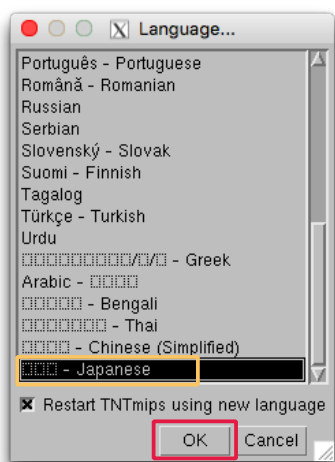 Language...
Português - Portuguese
Română - Romanian
Russian
Serbian
Slovenský - Slovak
Suomi - Finnish
Tagalog
Türkçe - Turkish
Urdu
□□□□□□□□□/□/□ - Greek
Arabic - □□□□
□□□□□ - Bengali
□□□□□□□ - Thai
□□□□ - Chinese (Simplified)
□□□ - Japanese
Restart TNTmips using new language
OK Cancel